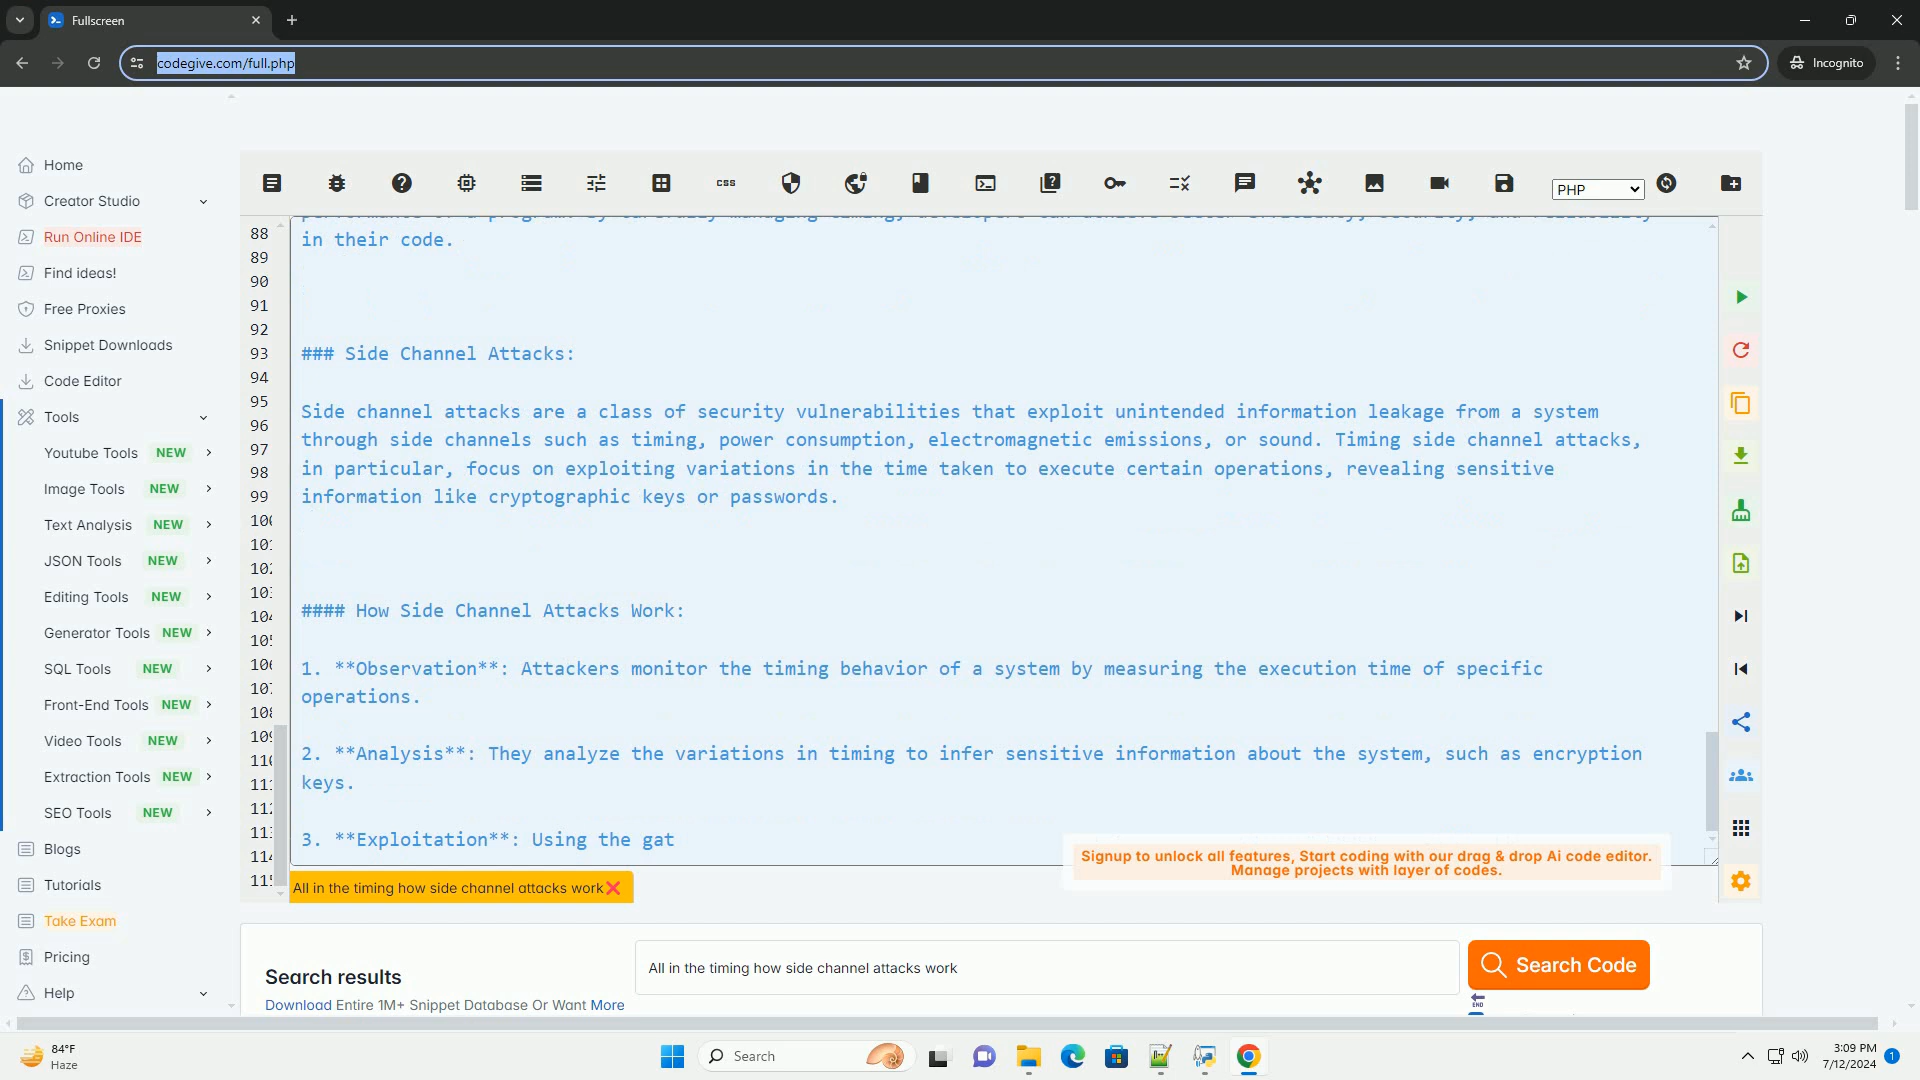 Fullscreen
codegive.com/full.php
Incognito
Home
Creator Studio
Run Online IDE
Find ideas!
Free Proxies
Snippet Downloads
Code Editor
Tools
Youtube Tools NEW
Image Tools NEW
Text Analysis NEW
JSON Tools NEW
Editing Tools NEW
Generator Tools NEW
SQL Tools NEW
Front-End Tools NEW
Video Tools NEW
Extraction Tools NEW
SEO Tools NEW
Blogs
Tutorials
Take Exam
Pricing
Help
CSS
PHP
88
89
90
91
92
93
94
95
96
97
98
99
in their code.
### Side Channel Attacks:
Side channel attacks are a class of security vulnerabilities that exploit unintended information leakage from a system
through side channels such as timing, power consumption, electromagnetic emissions, or sound. Timing side channel attacks,
in particular, focus on exploiting variations in the time taken to execute certain operations, revealing sensitive
information like cryptographic keys or passwords.
#### How Side Channel Attacks Work:
1. **Observation**: Attackers monitor the timing behavior of a system by measuring the execution time of specific
operations.
2. **Analysis**: They analyze the variations in timing to infer sensitive information about the system, such as encryption
keys.
3. **Exploitation**: Using the gat
Signup to unlock all features, Start coding with our drag & drop Ai code editor.
Manage projects with layer of codes.
All in the timing how side channel attacks work
Search results
Download Entire 1M+ Snippet Database Or Want More
All in the timing how side channel attacks work
Search Code
END
84°F
Haze
Search
3:09 PM
7/12/2024
1